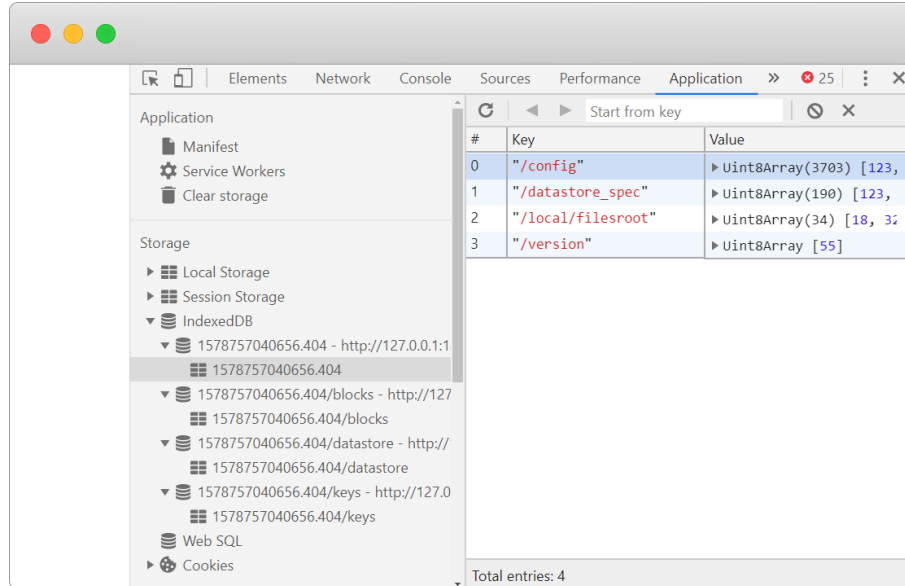 Elements Network Console Sources Performance Application » 25
Application
Manifest
Service Workers
Clear storage
Storage
Local Storage
Session Storage
IndexedDB
1578757040656.404 - http://127.0.0.1:1
1578757040656.404
1578757040656.404/blocks - http://127
1578757040656.404/blocks
1578757040656.404/datastore - http://
1578757040656.404/datastore
1578757040656.404/keys - http://127.0
1578757040656.404/keys
Web SQL
Cookies
Start from key
# Key Value
0 "/config" Uint8Array(3703) [123,
1 "/datastore_spec" Uint8Array(190) [123,
2 "/local/filesroot" Uint8Array(34) [18, 32
3 "/version" Uint8Array [55]
Total entries: 4